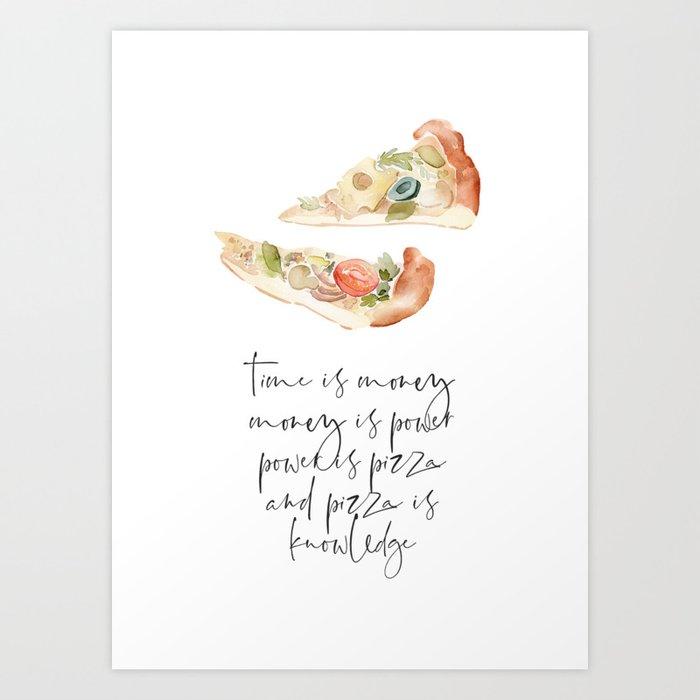 time is money
money is power
power is pizza
and pizza is
knowledge